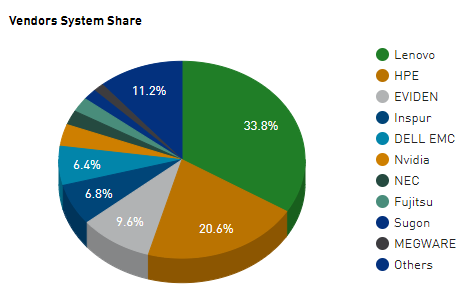 Vendors System Share
11.2%
33.8%
6.4%
6.8%
9.6%
20.6%
Lenovo
HPE
EVIDEN
Inspur
DELL EMC
Nvidia
NEC
Fujitsu
Sugon
MEGWARE
Others